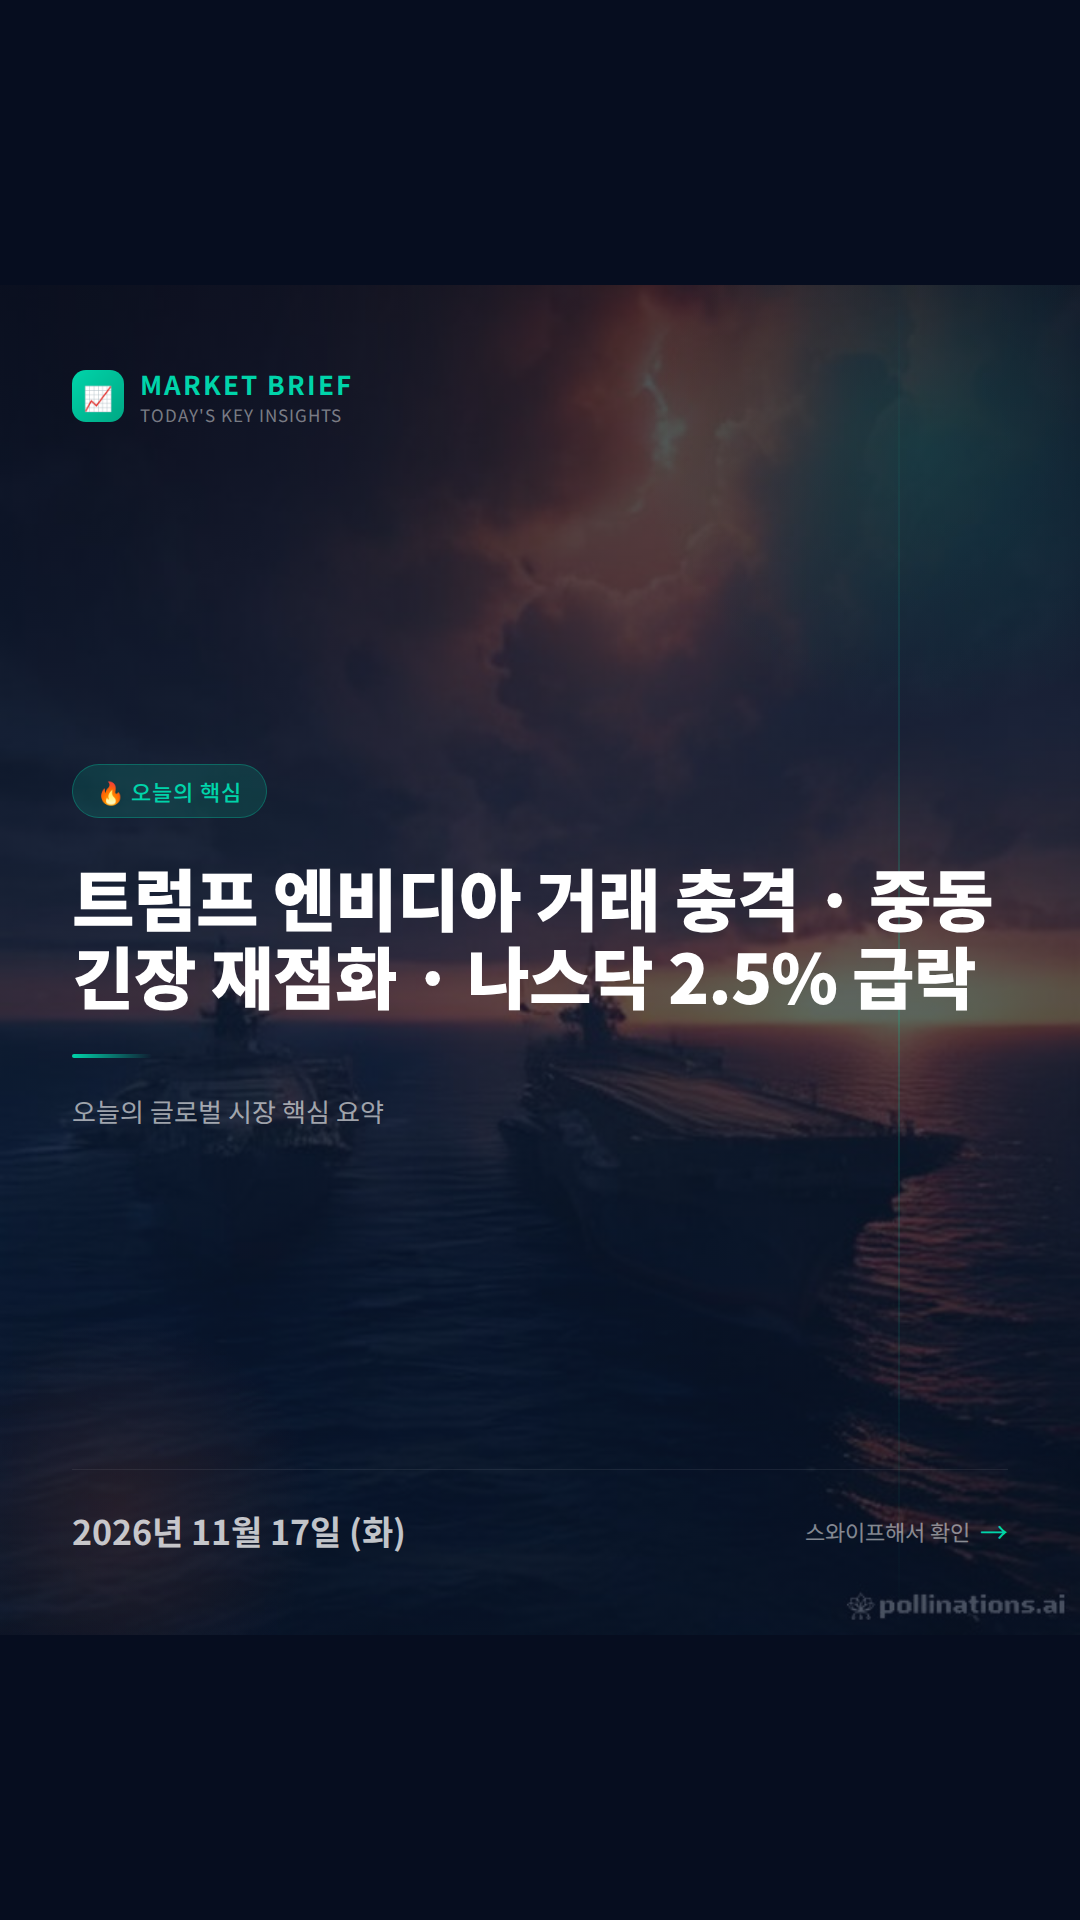 MARKET BRIEF
TODAY'S KEY INSIGHTS
🔥 오늘의 핵심
트럼프 엔비디아 거래 충격 · 중동
긴장 재점화 · 나스닥 2.5% 급락
오늘의 글로벌 시장 핵심 요약
2026년 11월 17일 (화)
스와이프해서 확인 →
pollinations.ai